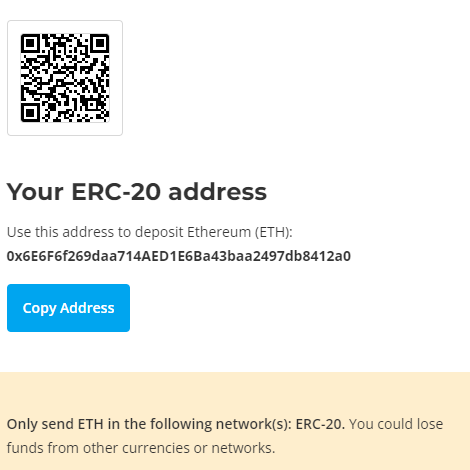 Your ERC-20 address
Use this address to deposit Ethereum (ETH):
0x6E6F6f269daa714AED1E6Ba43baa2497db8412a0
Copy Address
Only send ETH in the following network(s): ERC-20. You could lose
funds from other currencies or networks.